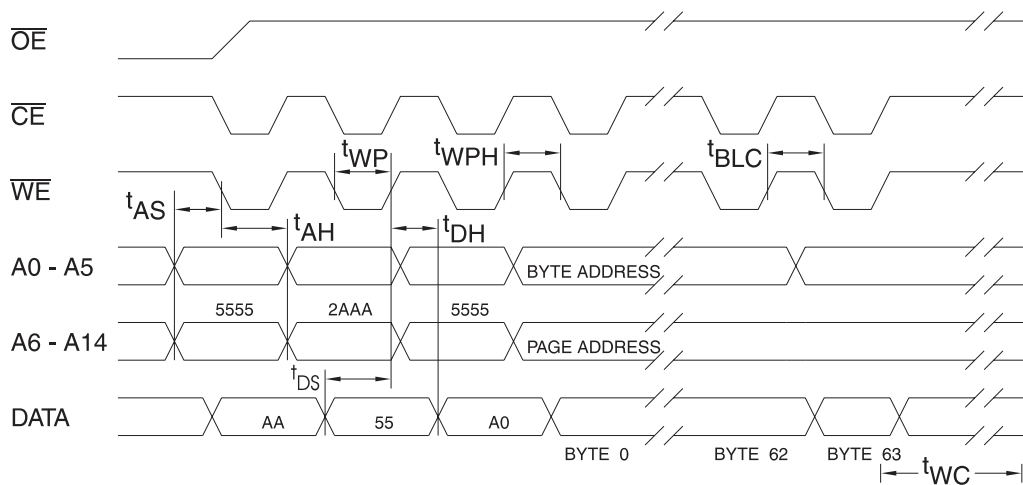 OE
CE
tWP tWPH tBLC
WE
tAS
tAH tDH
A0 - A5 BYTE ADDRESS
5555 2AAA 5555
A6 - A14 PAGE ADDRESS
tDS
DATA AA 55 A0
BYTE 0 BYTE 62 BYTE 63
tWC